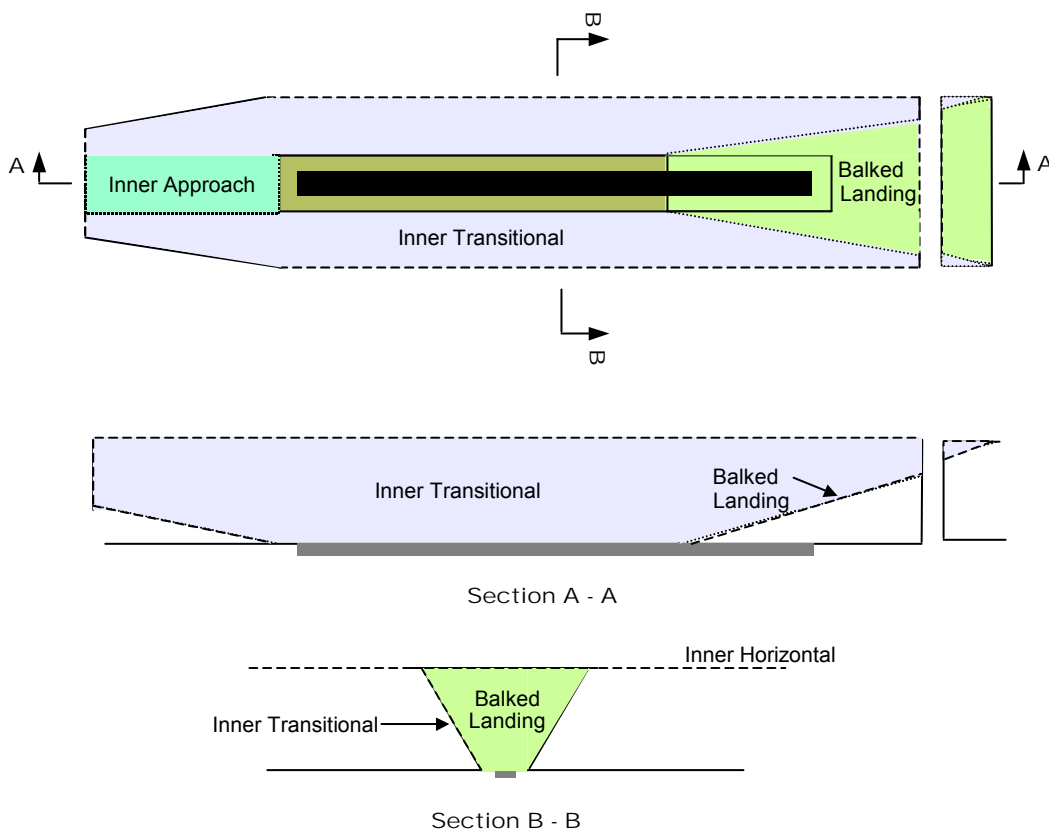 B
A
Inner Approach
Balked
Landing
A
Inner Transitional
B
Inner Transitional
Balked
Landing
Section A - A
Inner Horizontal
Balked
Landing
Inner Transitional
Section B - B